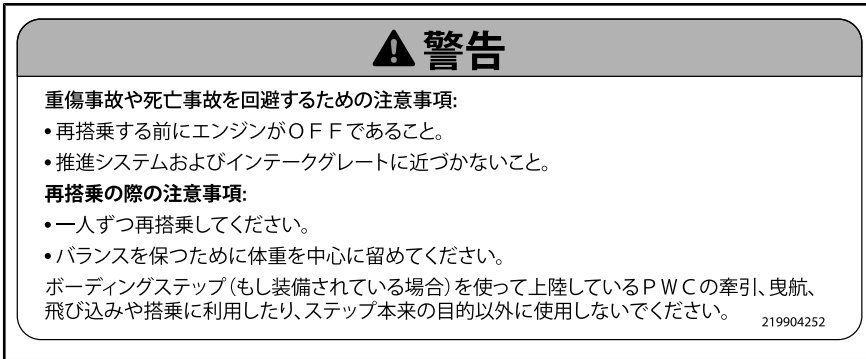 警告
重傷事故や死亡事故を回避するための注意事項:
•再搭乗する前にエンジンがＯＦＦであること。
•推進システムおよびインテークグレートに近づかないこと。
再搭乗の際の注意事項:
•一人ずつ再搭乗してください。
•バランスを保つために体重を中心に留めてください。
ボーディングステップ(もし装備されている場合)を使って上陸しているＰＷＣの牽引、曳航、
飛び込みや搭乗に利用したり、ステップ本来の目的以外に使用しないでください。
219904252